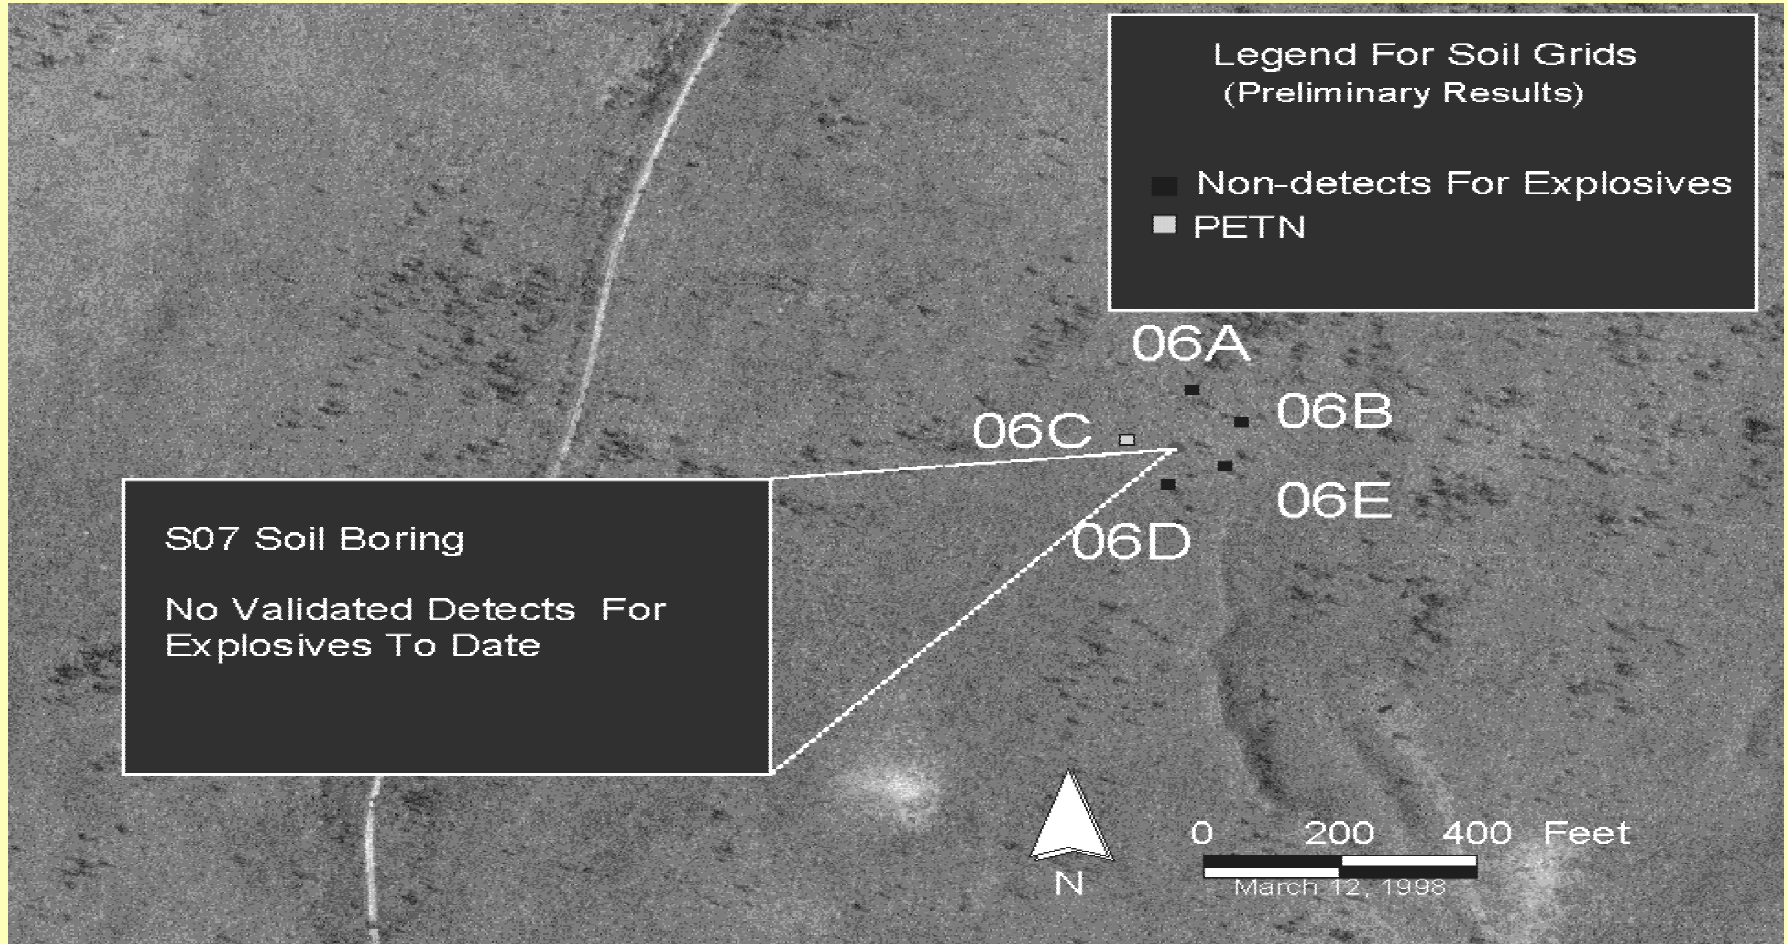 Legend For Soil Grids
(Preliminary Results)
Non-detects For Explosives
PETN
06A
06B
06C
06E
06D
S07 Soil Boring
No Validated Detects For
Explosives To Date
N
0 200 400 Feet
March 12, 1998